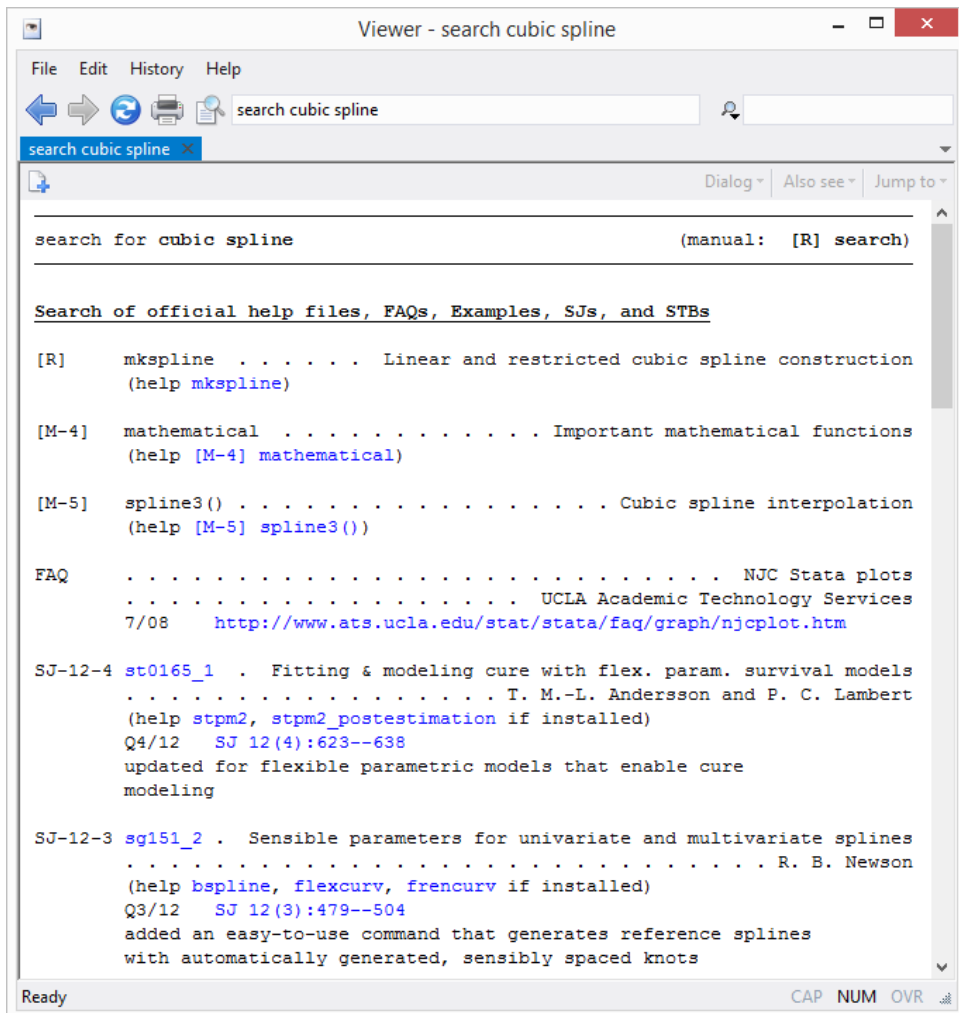 Viewer - search cubic spline
File Edit History Help
search cubic spline
search cubic spline
Dialog Also see Jump to
search for cubic spline (manual: [R] search)
Search of official help files, FAQs, Examples, SJs, and STBs
[R] mkspline . . . . . . Linear and restricted cubic spline construction
(help mkspline)
[M-4] mathematical . . . . . . . . . . . . Important mathematical functions
(help [M-4] mathematical)
[M-5] spline3() . . . . . . . . . . . . . . . . . Cubic spline interpolation
(help [M-5] spline3())
FAQ . . . . . . . . . . . . . . . . . . . . . . . . . . . NJC Stata plots
. . . . . . . . . . . . . . . . . . UCLA Academic Technology Services
7/08 http://www.ats.ucla.edu/stat/stata/faq/graph/njcplot.htm
SJ-12-4 st0165_1 . Fitting & modeling cure with flex. param. survival models
. . . . . . . . . . . . . . . . . T. M.-L. Andersson and P. C. Lambert
(help stpm2, stpm2_postestimation if installed)
Q4/12 SJ 12(4):623--638
updated for flexible parametric models that enable cure
modeling
SJ-12-3 sg151_2 . Sensible parameters for univariate and multivariate splines
. . . . . . . . . . . . . . . . . . . . . . . . . . . . . R. B. Newson
(help bspline, flexcurv, frencurv if installed)
Q3/12 SJ 12(3):479--504
added an easy-to-use command that generates reference splines
with automatically generated, sensibly spaced knots
Ready CAP NUM OVR